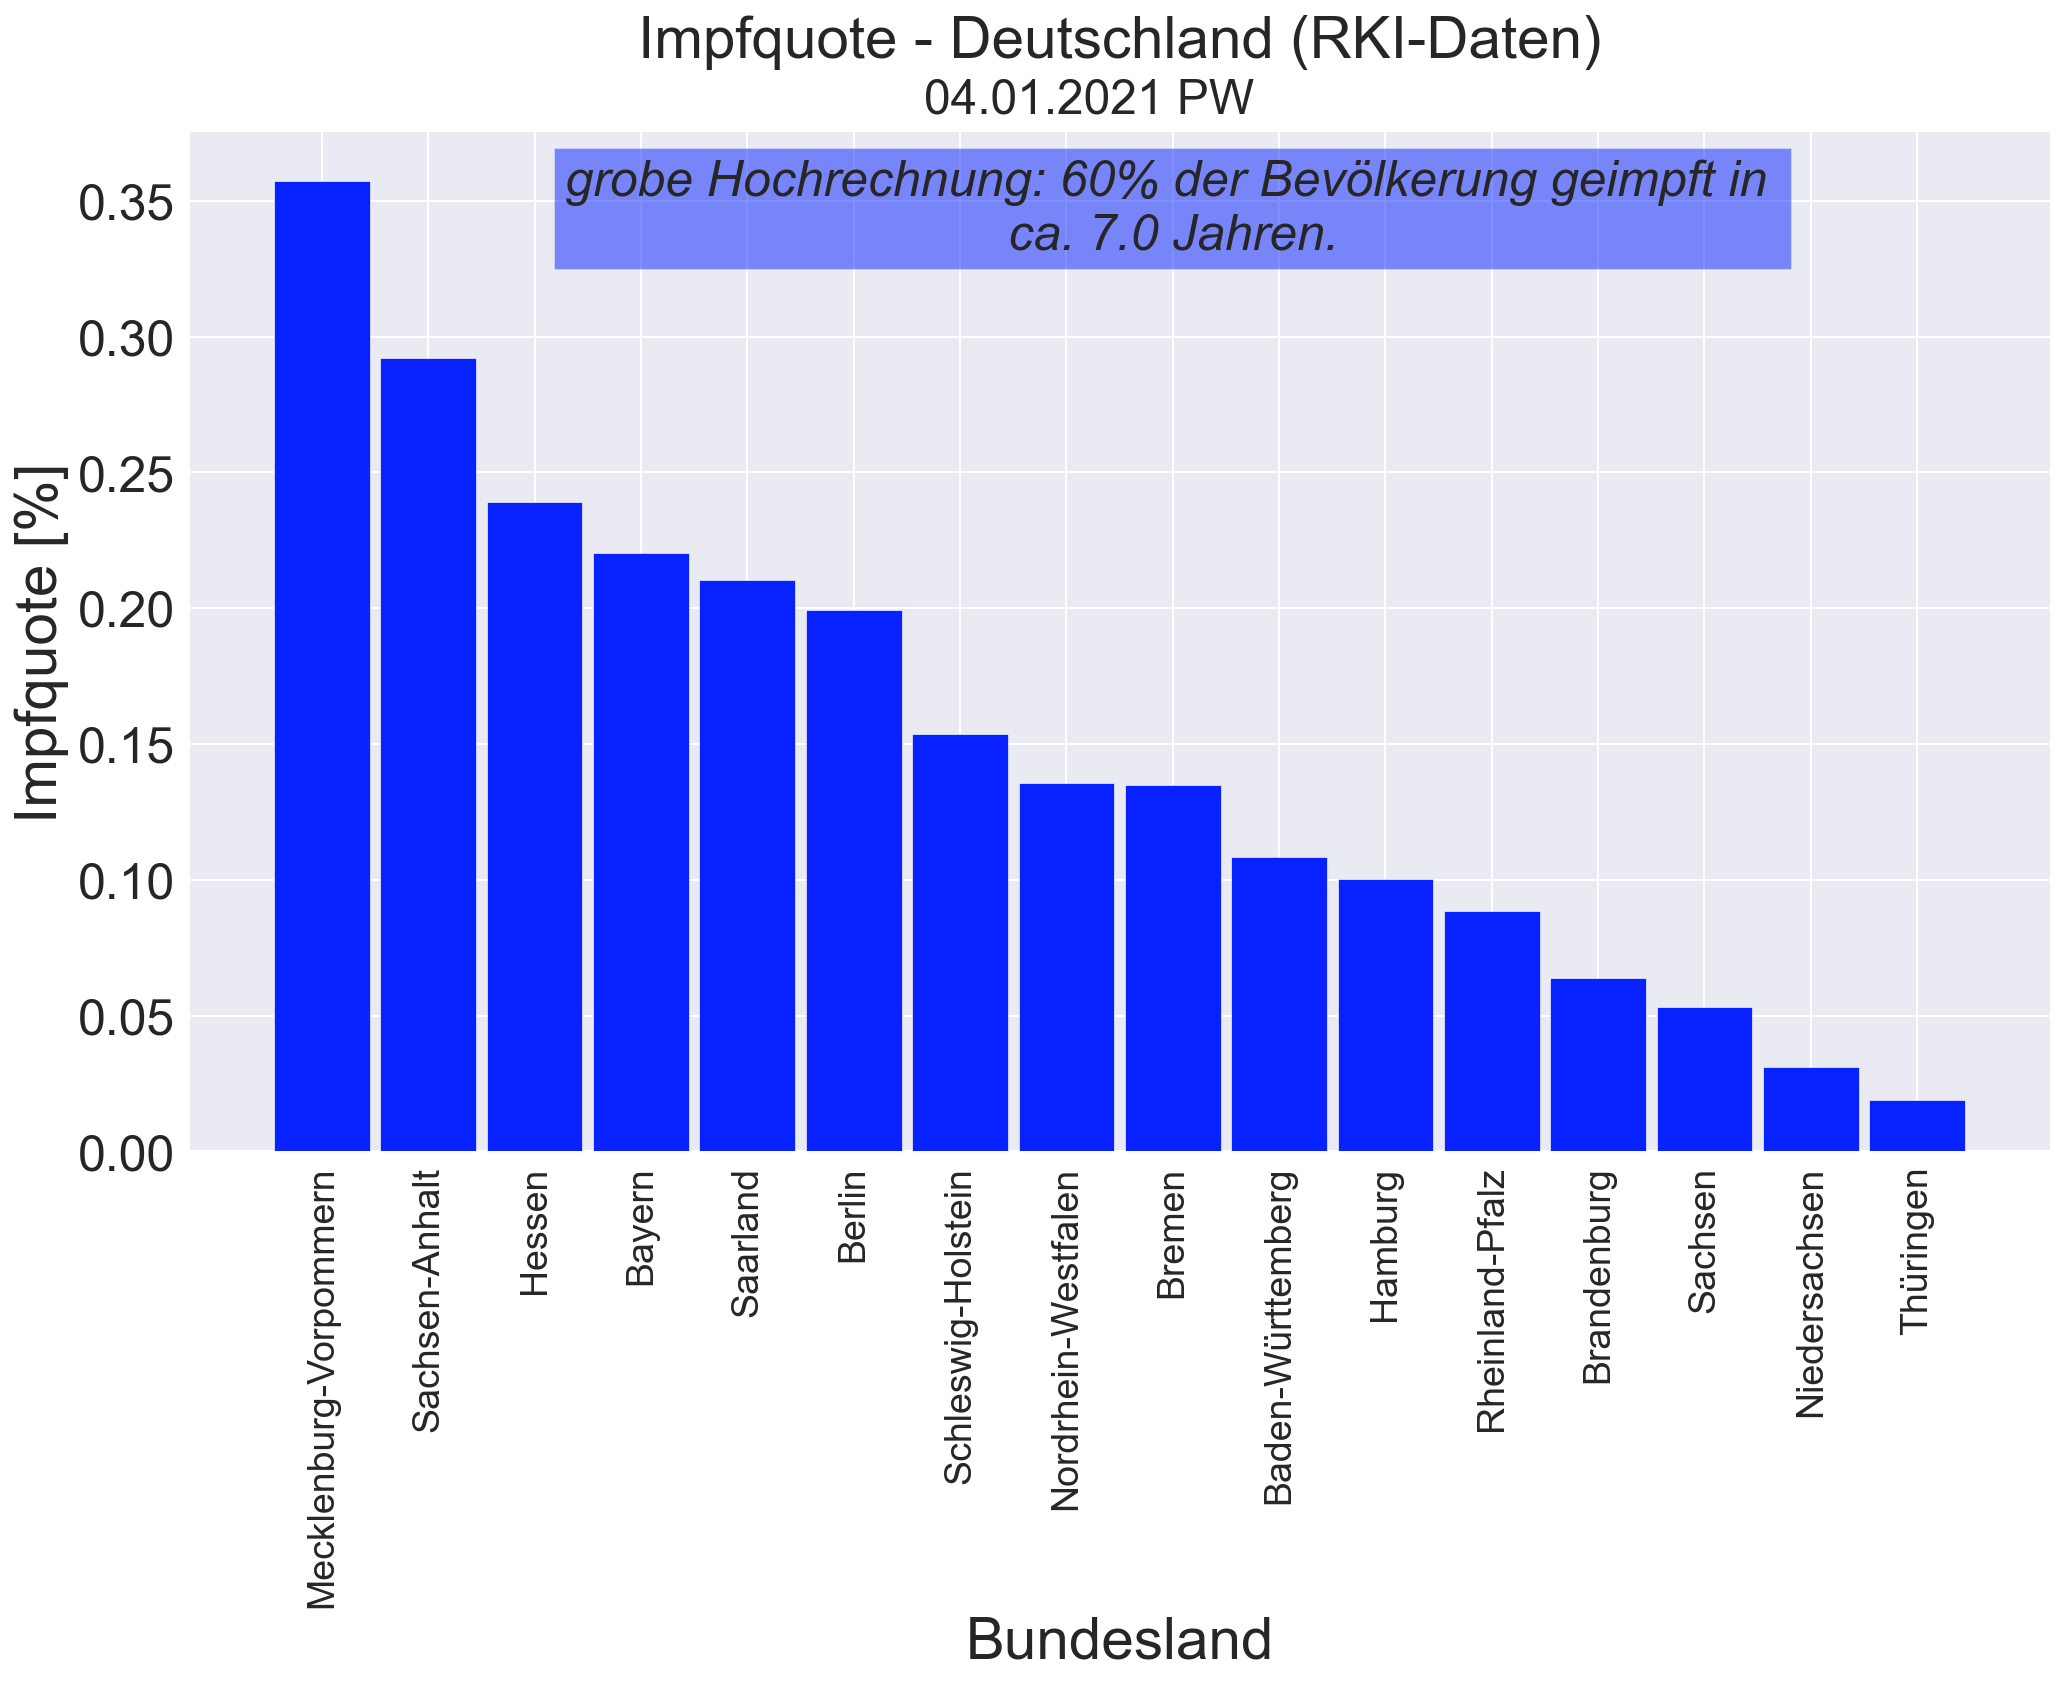 Impfquote - Deutschland (RKI-Daten)
04.01.2021 PW
grobe Hochrechnung: 60% der Bevölkerung geimpft in
ca. 7.0 Jahren.
Impfquote [%]
0.35
0.30
0.25
0.20
0.15
0.10
0.05
0.00
Mecklenburg-Vorpommern
Sachsen-Anhalt
Hessen
Bayern
Saarland
Berlin
Schleswig-Holstein
Nordrhein-Westfalen
Bremen
Baden-Württemberg
Hamburg
Rheinland-Pfalz
Brandenburg
Sachsen
Niedersachsen
Thüringen
Bundesland